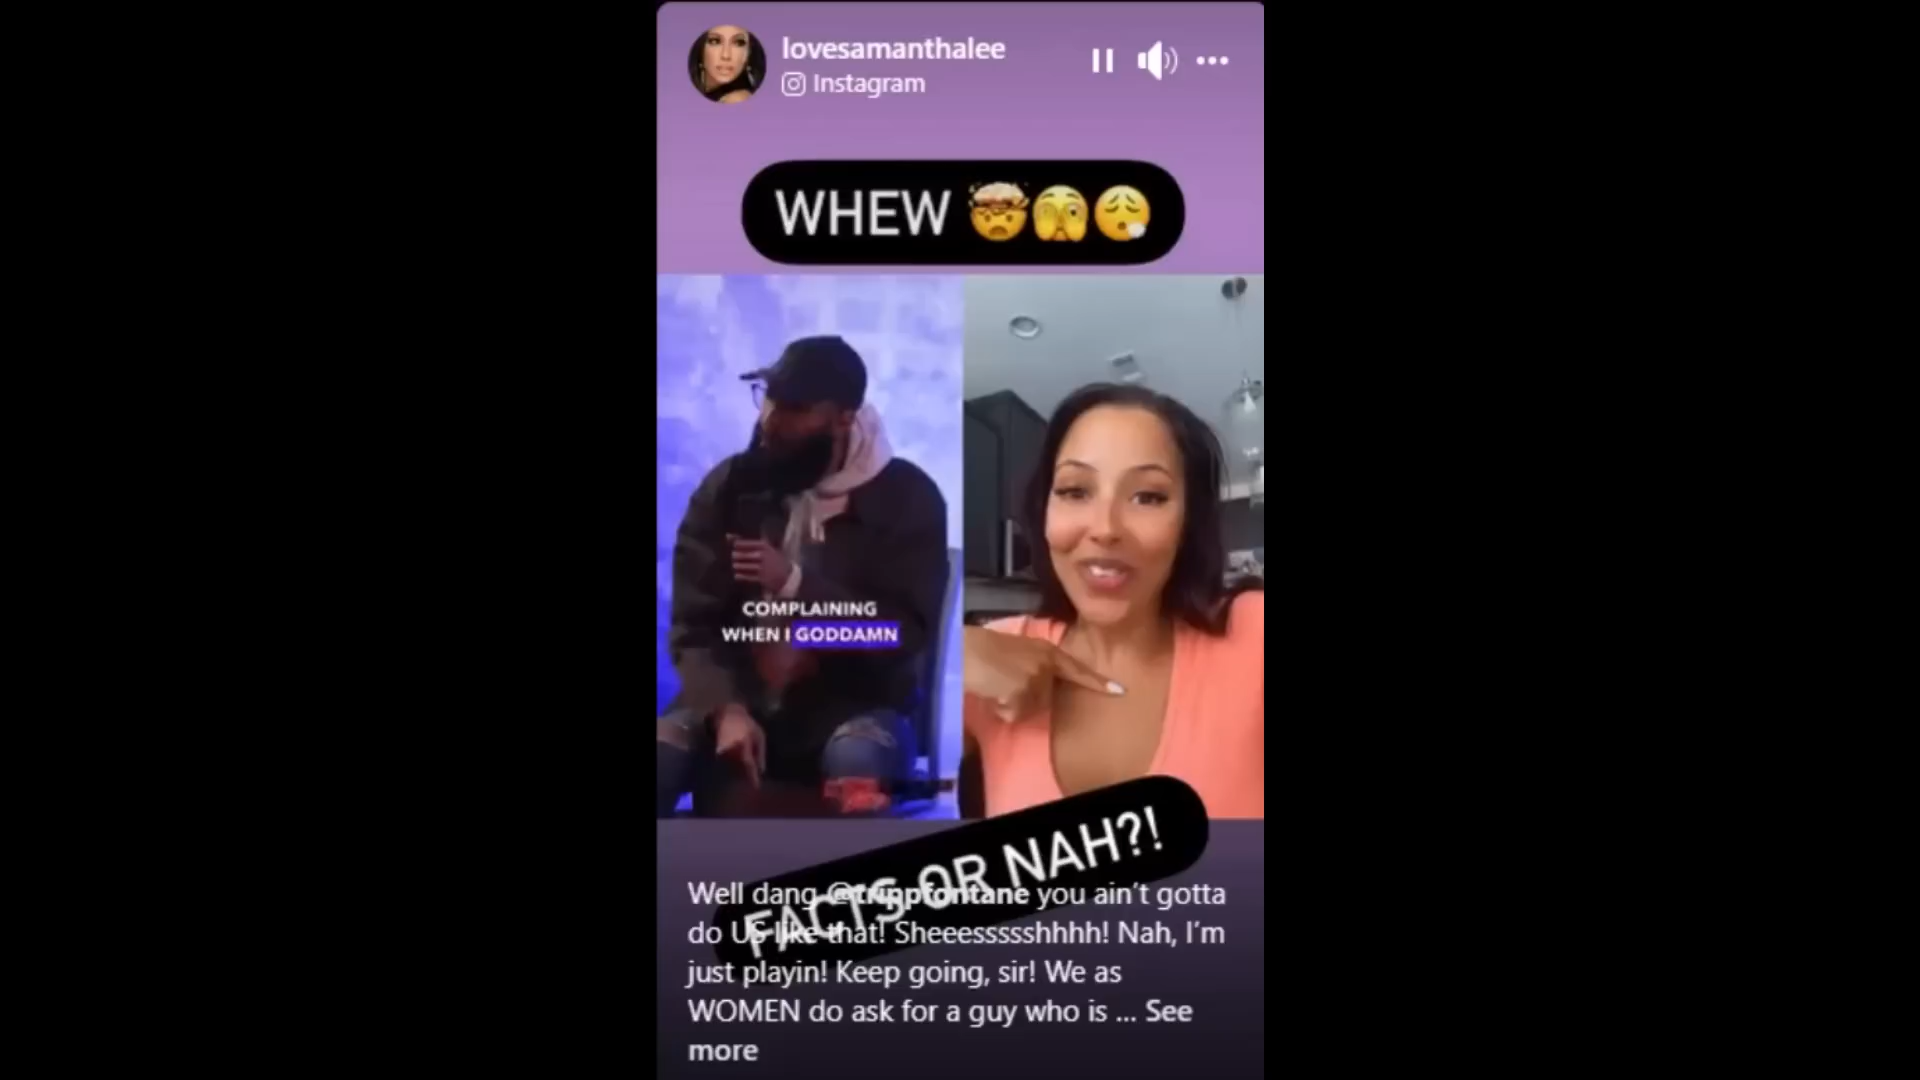 lovesamanthalee
Instagram
WHEW 🤯🫣😮‍💨
COMPLAINING
WHEN I GODDAMN
FACTS OR NAH?!
Well dang @trippfontane you ain't gotta
do US like that! Sheeesssssshhhh! Nah, I'm
just playin! Keep going, sir! We as
WOMEN do ask for a guy who is ... See
more